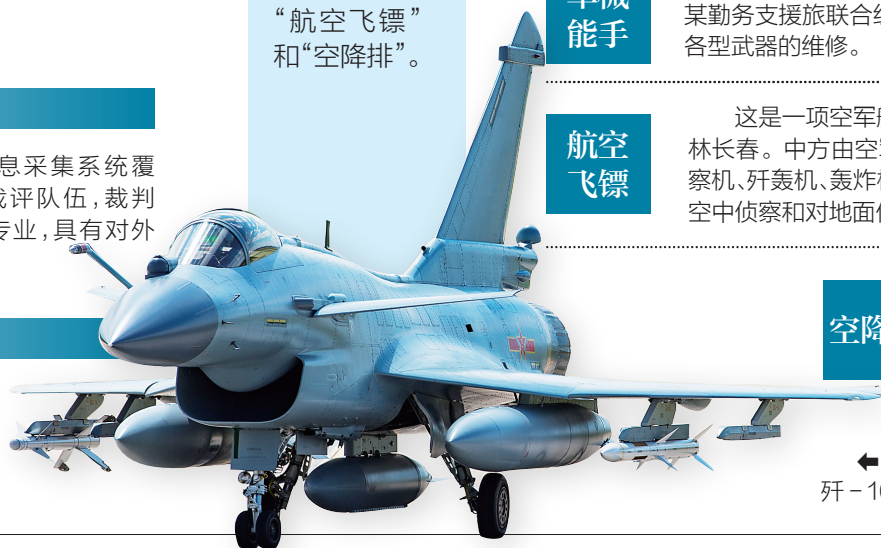 “航空飞镖”
和“空降排”。
息采集系统覆
评队伍，裁判
专业，具有对外
能手
某勤务支援旅联合
各型武器的维修。
航空
飞镖
这是一项空军
林长春。中方由空
察机、歼轰机、轰炸
空中侦察和对地面
空降
歼－10